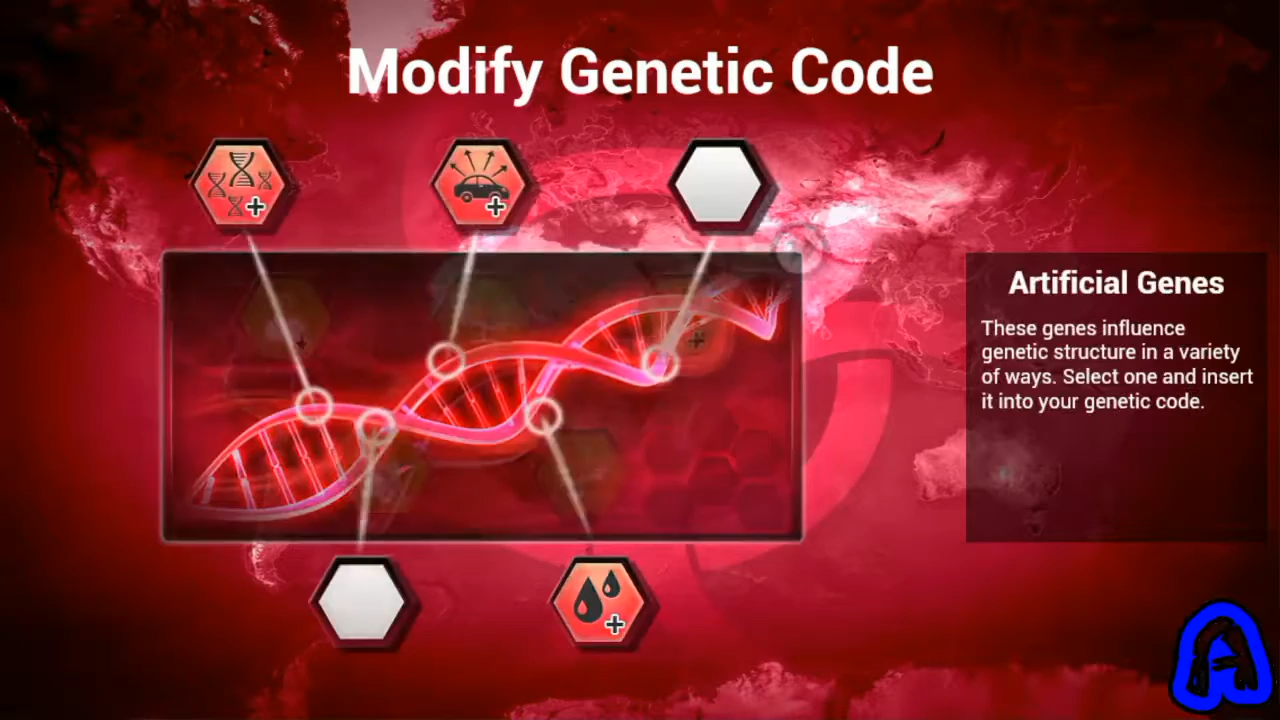 Modify Genetic Code
Artificial Genes
These genes influence
genetic structure in a variety
of ways. Select one and insert
it into your genetic code.